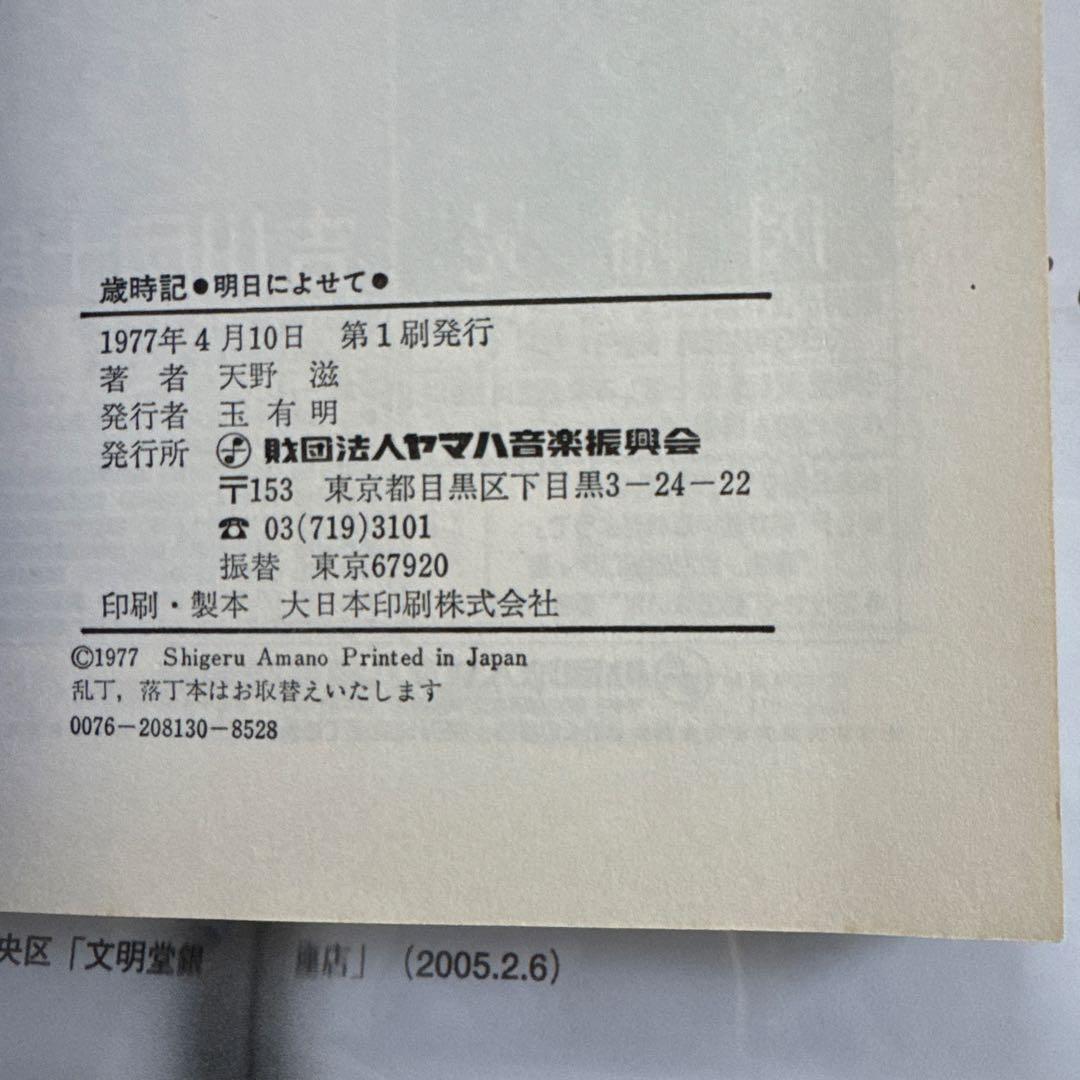 歳時記●明日によせて●
1977年4月10日　第1刷発行
著　者　天野　滋
発行者　玉　有　明
発行所　財団法人ヤマハ音楽振興会
〒153　東京都目黒区下目黒3−24−22
☎ 03(719)3101
振替　東京67920
印刷・製本　大日本印刷株式会社
©1977　Shigeru Amano Printed in Japan
乱丁，落丁本はお取替えいたします
0076−208130−8528
央区「文明堂銀座店」（2005.2.6）